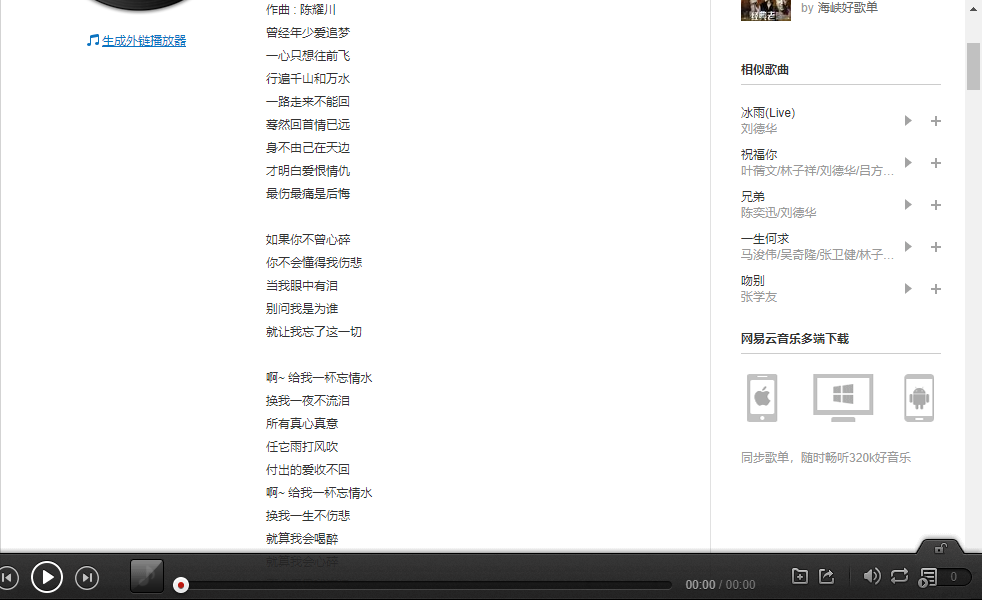 作曲 : 陈耀川
生成外链播放器
曾经年少爱追梦
一心只想往前飞
行遍千山和万水
一路走来不能回
蓦然回首情已远
身不由己在天边
才明白爱恨情仇
最伤最痛是后悔
如果你不曾心碎
你不会懂得我伤悲
当我眼中有泪
别问我是为谁
就让我忘了这一切
啊~ 给我一杯忘情水
换我一夜不流泪
所有真心真意
任它雨打风吹
付出的爱收不回
啊~ 给我一杯忘情水
换我一生不伤悲
就算我会喝醉
就算我会心碎
by 海峡好歌单
相似歌曲
冰雨(Live)
刘德华
祝福你
叶蒨文/林子祥/刘德华/吕方...
兄弟
陈奕迅/刘德华
一生何求
马浚伟/吴奇隆/张卫健/林子...
吻别
张学友
网易云音乐多端下载
同步歌单，随时畅听320k好音乐
00:00 / 00:00
0